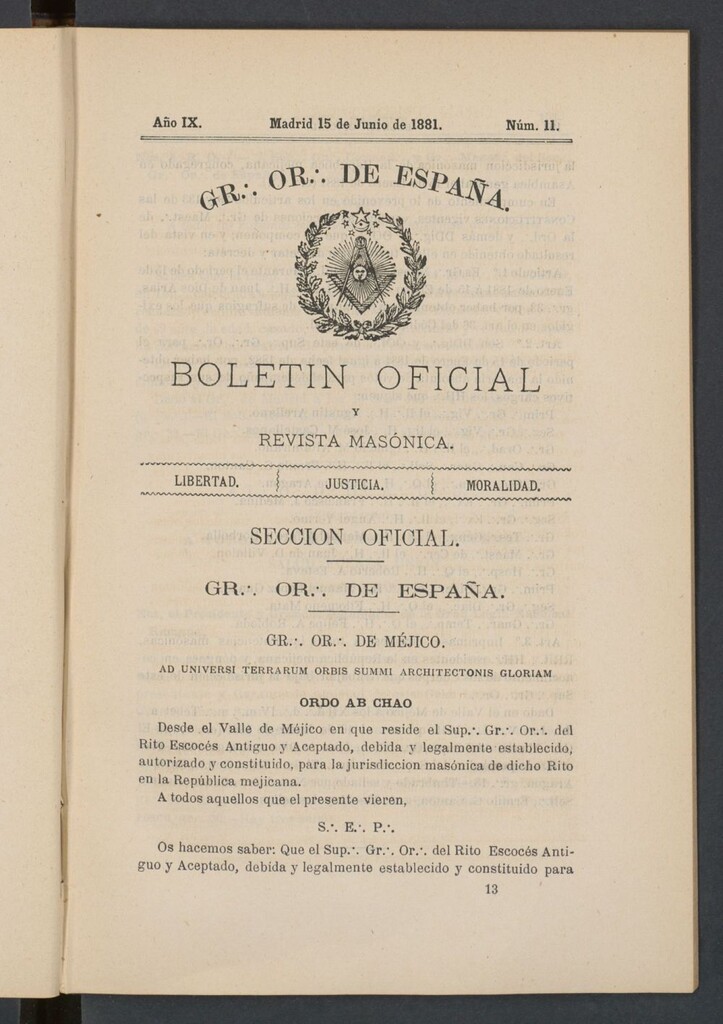 Año IX. Madrid 15 de Junio de 1881. Núm. 11.
GR.·. OR.·. DE ESPAÑA.
BOLETIN OFICIAL
Y
REVISTA MASÓNICA.
LIBERTAD. JUSTICIA. MORALIDAD.
SECCION OFICIAL.
GR.·. OR.·. DE ESPAÑA.
GR.·. OR.·. DE MÉJICO.
AD UNIVERSI TERRARUM ORBIS SUMMI ARCHITECTONIS GLORIAM
ORDO AB CHAO
Desde el Valle de Méjico en que reside el Sup.·. Gr.·. Or.·. del
Rito Escocés Antiguo y Aceptado, debida y legalmente establecido,
autorizado y constituido, para la jurisdiccion masónica de dicho Rito
en la República mejicana.
A todos aquellos que el presente vieren,
S.·. E.·. P.·.
Os hacemos saber: Que el Sup.·. Gr.·. Or.·. del Rito Escocés Anti-
guo y Aceptado, debida y legalmente establecido y constituido para
13